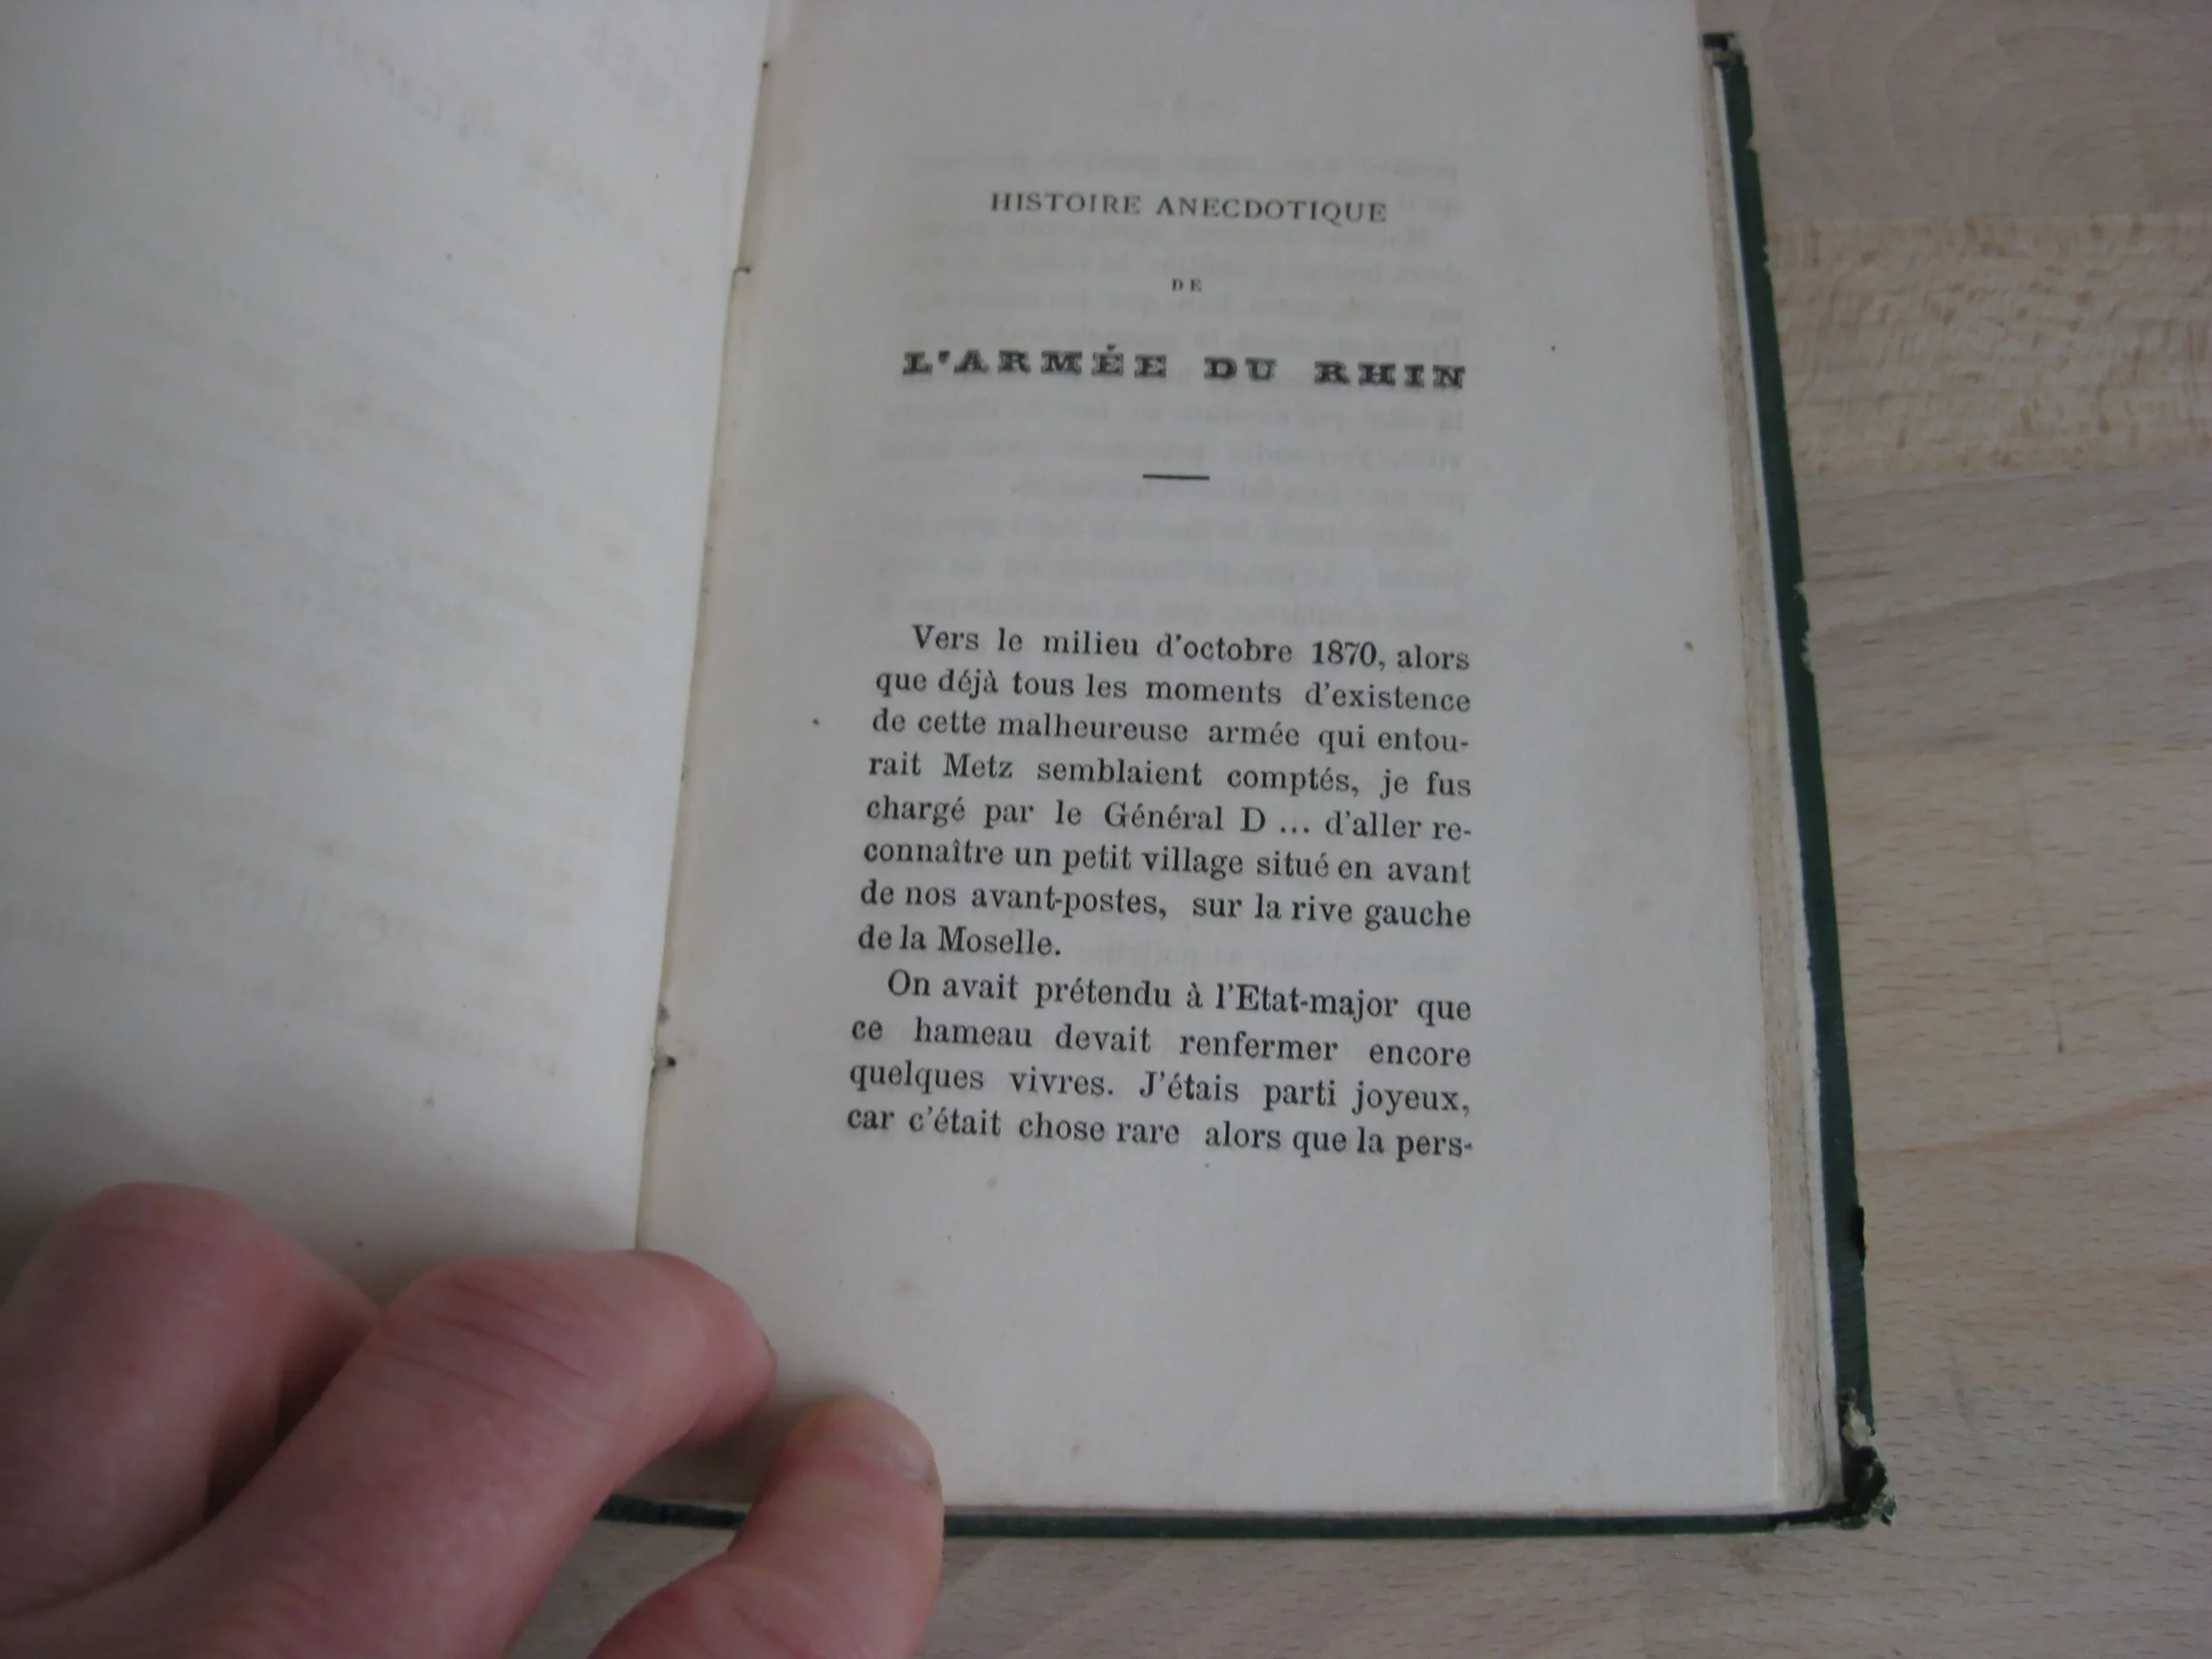 HISTOIRE ANECDOTIQUE
DE
L'ARMÉE DU RHIN
Vers le milieu d'octobre 1870, alors
que déjà tous les moments d'existence
de cette malheureuse armée qui entou-
rait Metz semblaient comptés, je fus
chargé par le Général D ... d'aller re-
connaître un petit village situé en avant
de nos avant-postes, sur la rive gauche
de la Moselle.
On avait prétendu à l'Etat-major que
ce hameau devait renfermer encore
quelques vivres. J'étais parti joyeux,
car c'était chose rare alors que la pers-